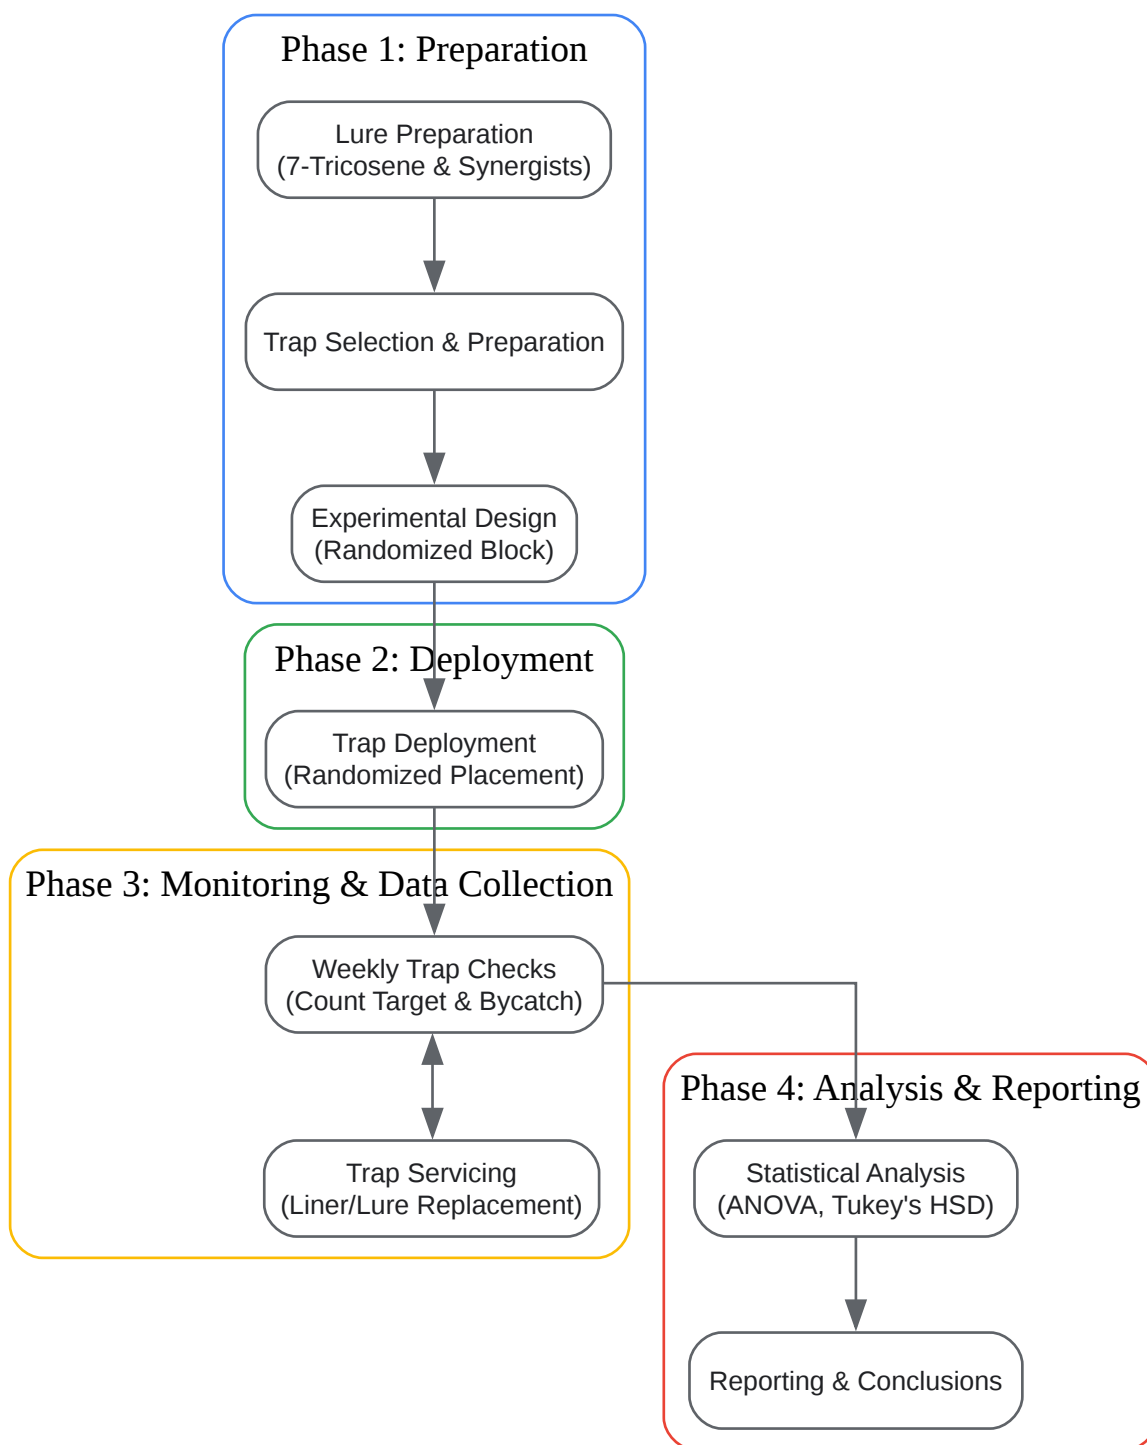 Phase 1: Preparation
Lure Preparation
(7-Tricosene & Synergists)
Trap Selection & Preparation
Experimental Design
(Randomized Block)
Phase 2: Deployment
Trap Deployment
(Randomized Placement)
Phase 3: Monitoring & Data Collection
Weekly Trap Checks
(Count Target & Bycatch)
Trap Servicing
(Liner/Lure Replacement)
Phase 4: Analysis & Reporting
Statistical Analysis
(ANOVA, Tukey's HSD)
Reporting & Conclusions